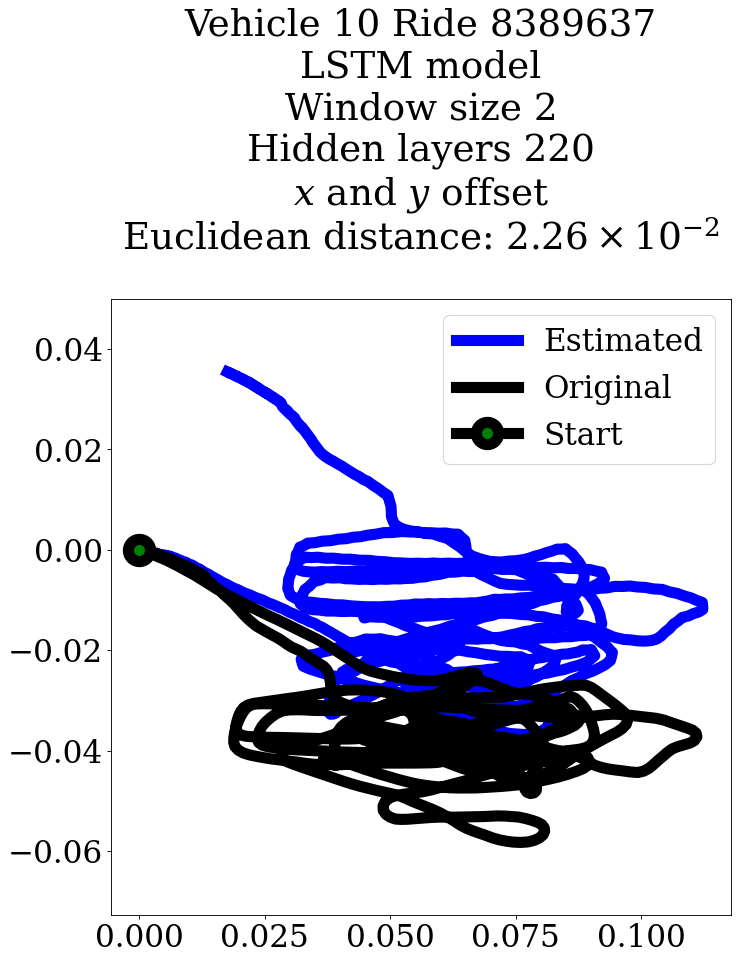 Vehicle 10 Ride 8389637
LSTM model
Window size 2
Hidden layers 220
x and y offset
Euclidean distance: 2.26 × 10⁻²
Estimated
Original
Start
0.04
0.02
0.00
−0.02
−0.04
−0.06
0.000 0.025 0.050 0.075 0.100